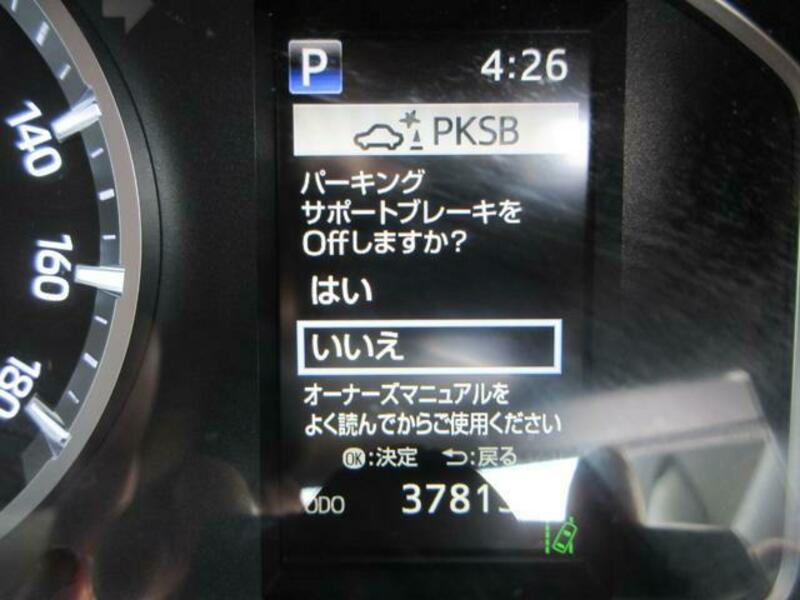 P 4:26
PKSB
パーキング
サポートブレーキを
Offしますか?
はい
いいえ
オーナーズマニュアルを
よく読んでからご使用ください
OK:決定 :戻る
ODO
140
160
180